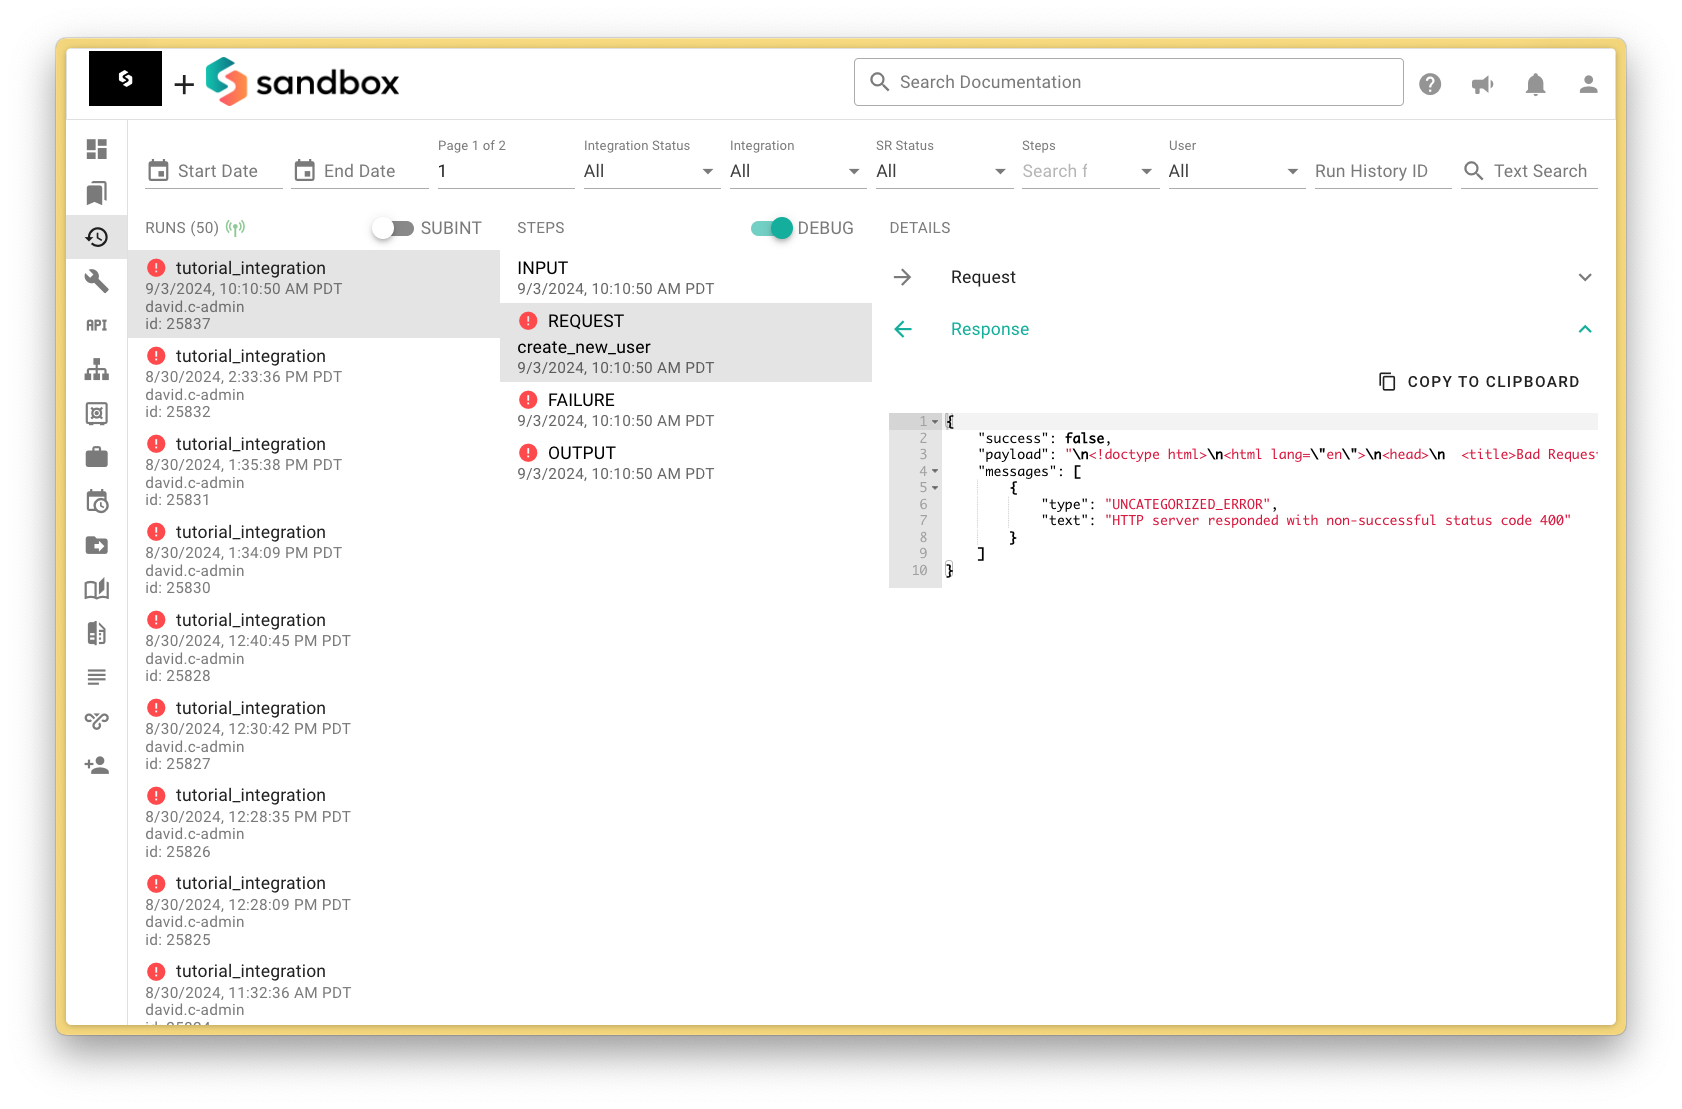 + sandbox
Search Documentation
Start Date
End Date
Page 1 of 2
1
Integration Status
All
Integration
All
SR Status
All
Steps
Search f
User
All
Run History ID
Text Search
RUNS (50)
SUBINT
STEPS
DEBUG
DETAILS
API
tutorial_integration
9/3/2024, 10:10:50 AM PDT
david.c-admin
id: 25837
tutorial_integration
8/30/2024, 2:33:36 PM PDT
david.c-admin
id: 25832
tutorial_integration
8/30/2024, 1:35:38 PM PDT
david.c-admin
id: 25831
tutorial_integration
8/30/2024, 1:34:09 PM PDT
david.c-admin
id: 25830
tutorial_integration
8/30/2024, 12:40:45 PM PDT
david.c-admin
id: 25828
tutorial_integration
8/30/2024, 12:30:42 PM PDT
david.c-admin
id: 25827
tutorial_integration
8/30/2024, 12:28:35 PM PDT
david.c-admin
id: 25826
tutorial_integration
8/30/2024, 12:28:09 PM PDT
david.c-admin
id: 25825
tutorial_integration
8/30/2024, 11:32:36 AM PDT
david.c-admin
INPUT
9/3/2024, 10:10:50 AM PDT
REQUEST
create_new_user
9/3/2024, 10:10:50 AM PDT
FAILURE
9/3/2024, 10:10:50 AM PDT
OUTPUT
9/3/2024, 10:10:50 AM PDT
Request
Response
COPY TO CLIPBOARD
1 {
2 "success": false,
3 "payload": "\n<!doctype html>\n<html lang=\"en\">\n<head>\n  <title>Bad Reques
4 "messages": [
5 {
6 "type": "UNCATEGORIZED_ERROR",
7 "text": "HTTP server responded with non-successful status code 400"
8 }
9 ]
10 }